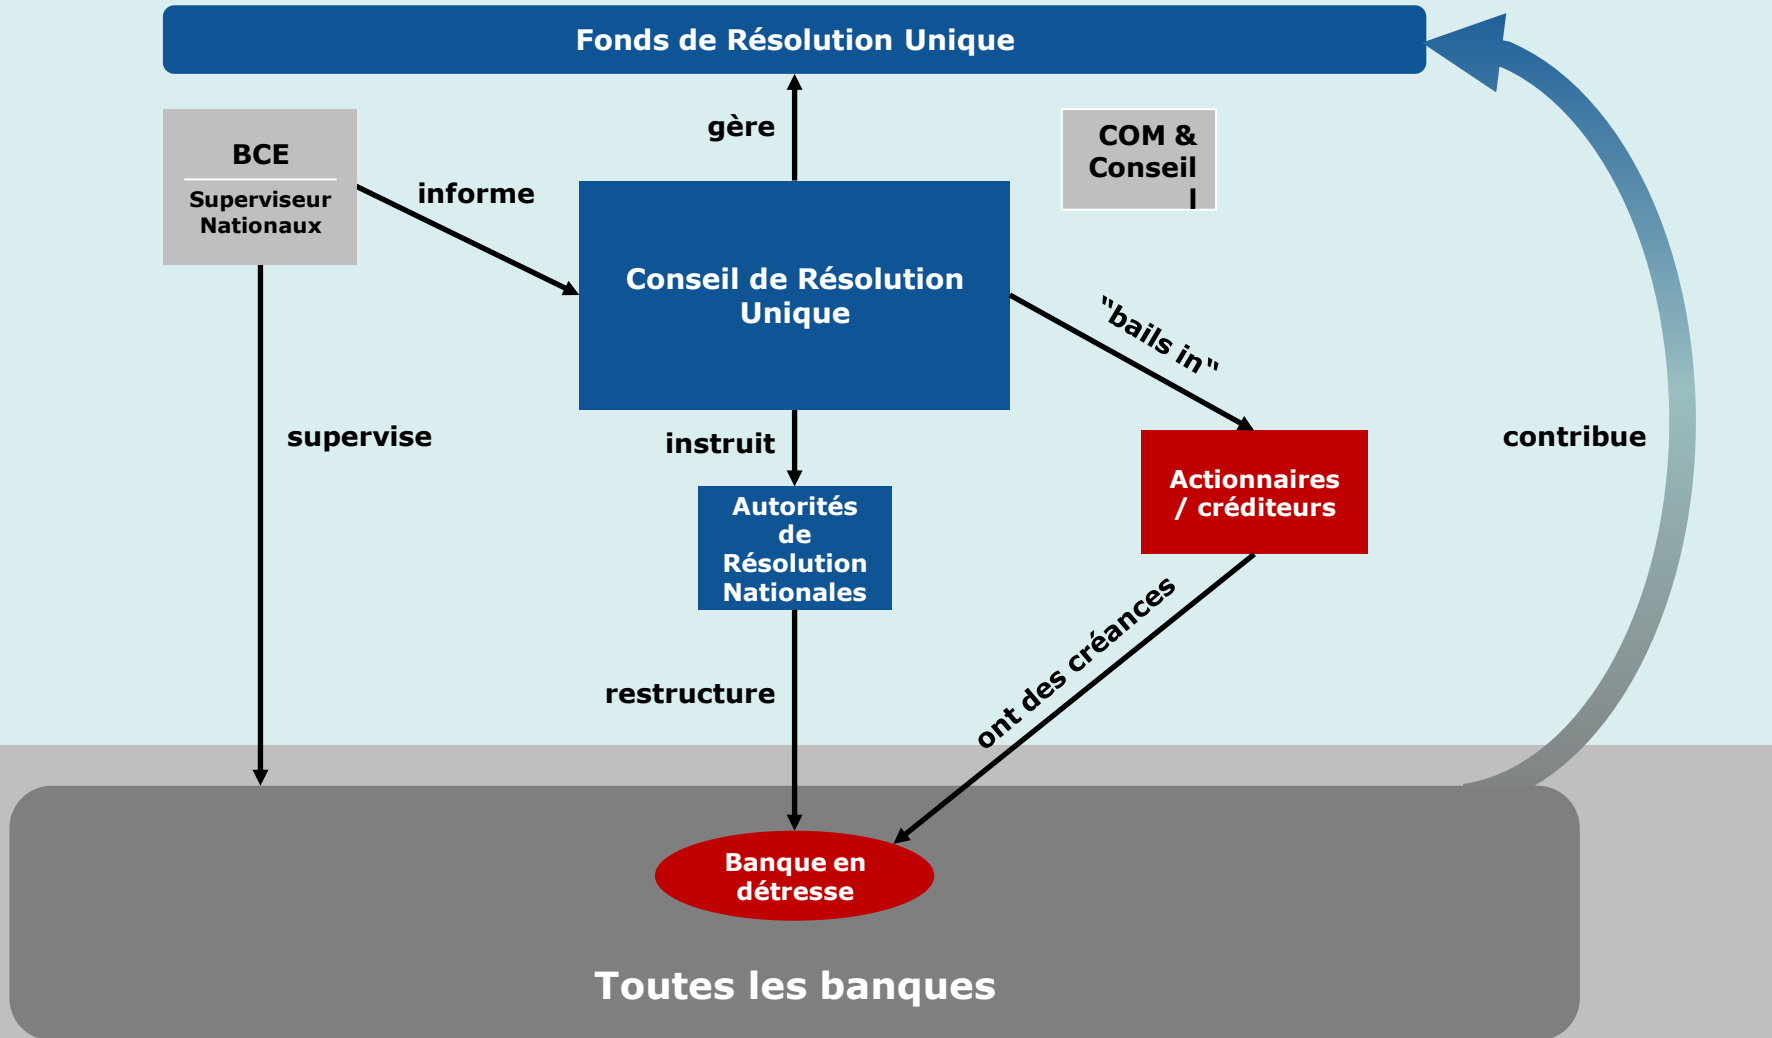 Fonds de Résolution Unique
BCE
Superviseur
Nationaux
informe
gère
COM &
Conseil
l
Conseil de Résolution
Unique
"bails in"
supervise
instruit
contribue
Actionnaires
/ créditeurs
Autorités
de
Résolution
Nationales
ont des créances
restructure
Banque en
détresse
Toutes les banques